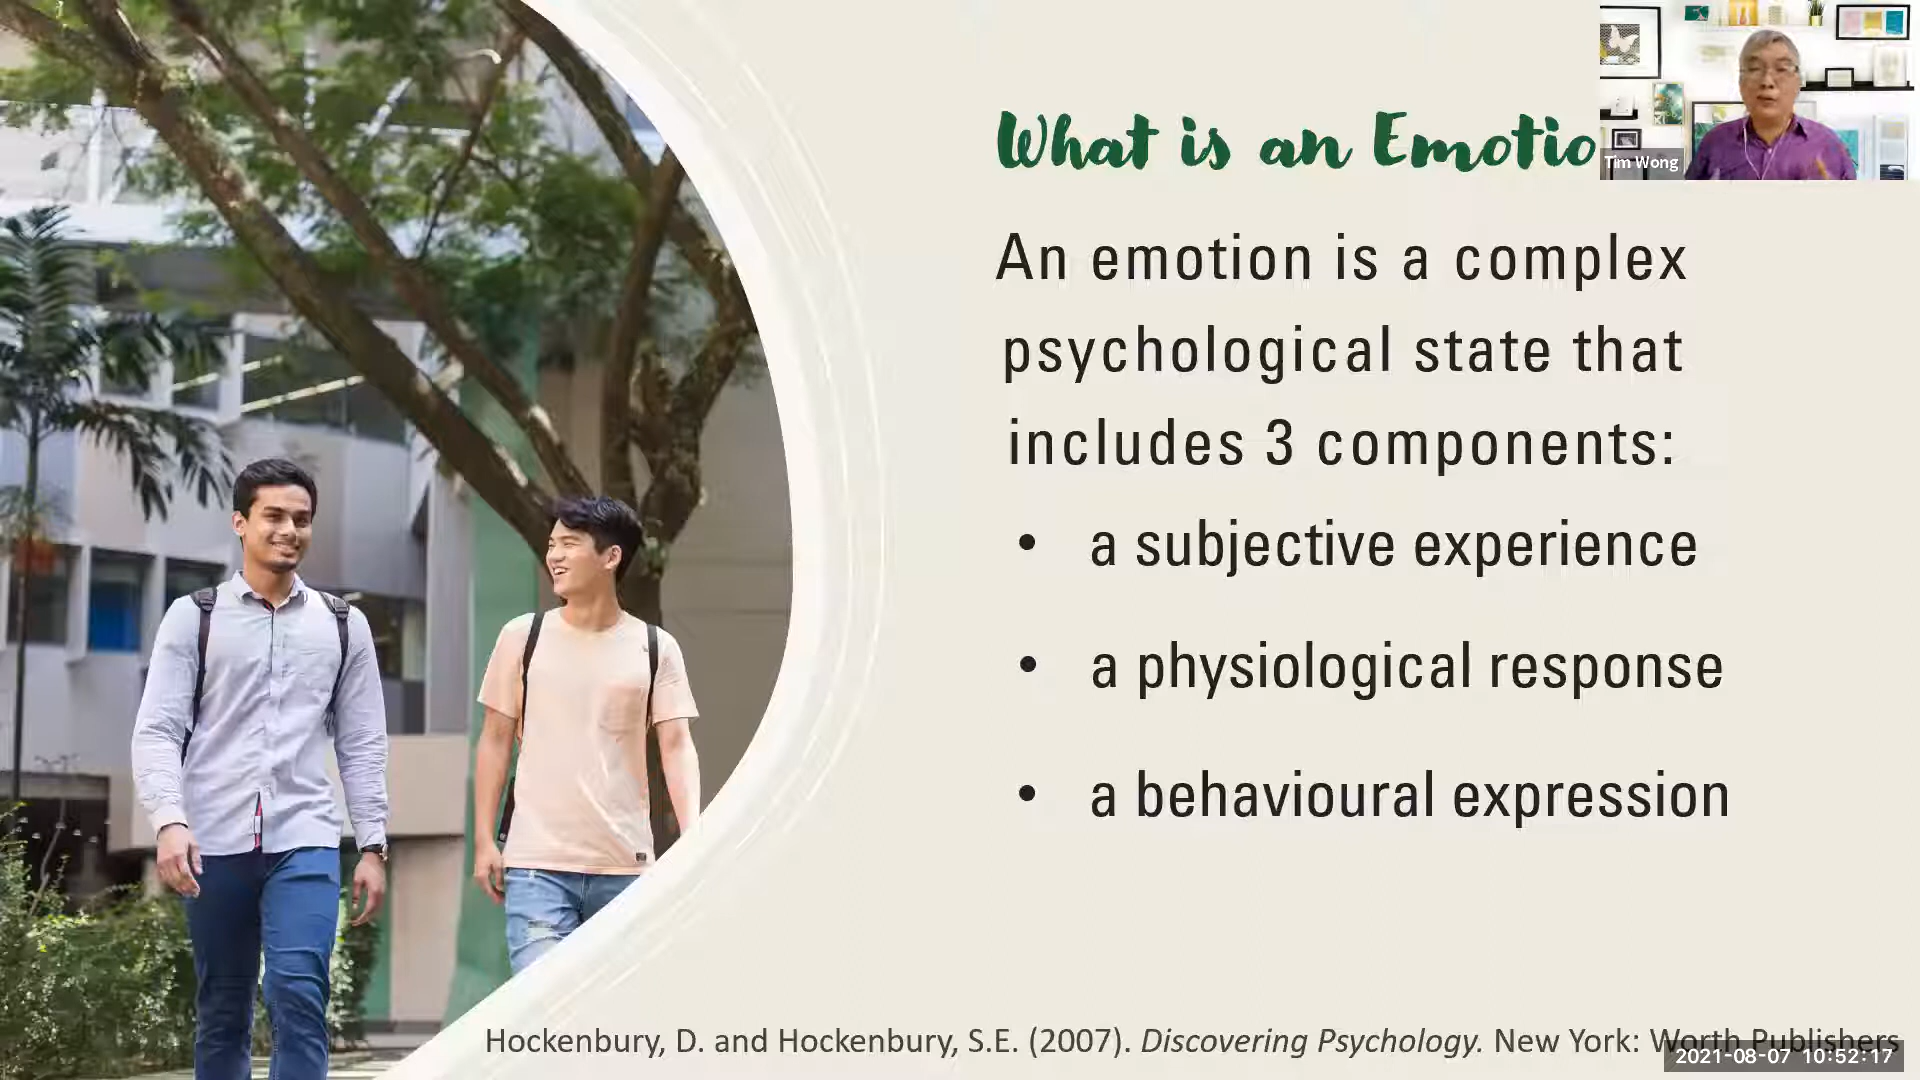 What is an Emotio
Tim Wong
An emotion is a complex
psychological state that
includes 3 components:
• a subjective experience
• a physiological response
• a behavioural expression
Hockenbury, D. and Hockenbury, S.E. (2007). Discovering Psychology. New York: Worth Publishers
2021-08-07 10:52:17